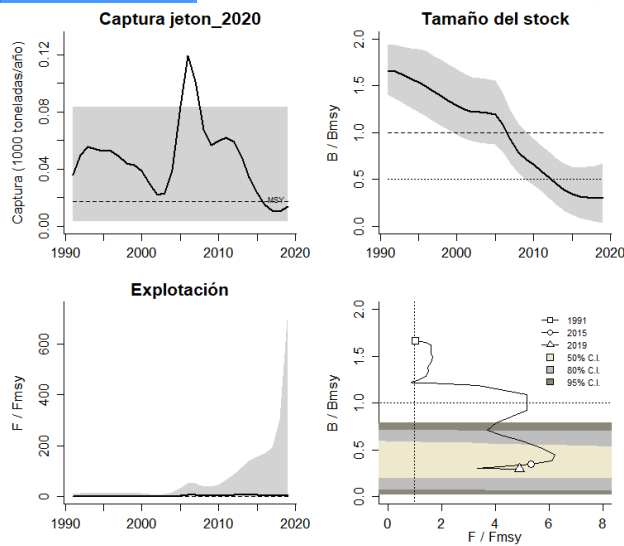 Captura jeton_2020
Captura (1000 toneladas/año)
0.00 0.04 0.08 0.12
MSY
1990 2000 2010 2020
Tamaño del stock
B / Bmsy
0.0 0.5 1.0 1.5 2.0
1990 2000 2010 2020
Explotación
F / Fmsy
0 200 400 600
1990 2000 2010 2020
B / Bmsy
0.0 0.5 1.0 1.5 2.0
1991
2015
2019
50% C.I.
80% C.I.
95% C.I.
0 2 4 6 8
F / Fmsy